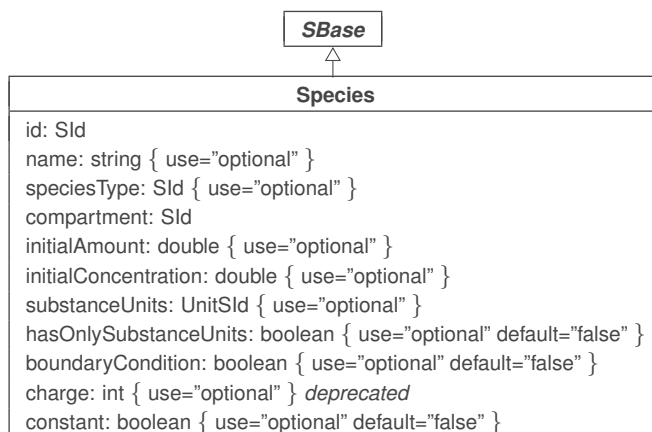 SBase
Species
id: SId
name: string { use=”optional” }
speciesType: SId { use=”optional” }
compartment: SId
initialAmount: double { use=”optional” }
initialConcentration: double { use=”optional” }
substanceUnits: UnitSId { use=”optional” }
hasOnlySubstanceUnits: boolean { use=”optional” default=”false” }
boundaryCondition: boolean { use=”optional” default=”false” }
charge: int { use=”optional” } deprecated
constant: boolean { use=”optional” default=”false” }